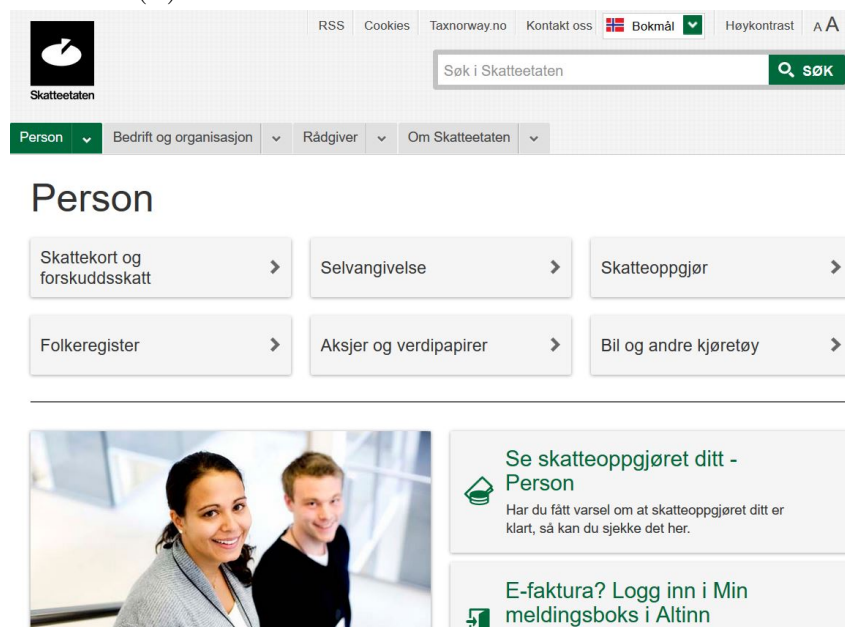 RSS Cookies Taxnorway.no Kontakt oss Bokmål Høykontrast A A
Skatteetaten
Søk i Skatteetaten SØK
Person Bedrift og organisasjon Rådgiver Om Skatteetaten
Person
Skattekort og
forskuddsskatt
Selvangivelse
Skatteoppgjør
Folkeregister
Aksjer og verdipapirer
Bil og andre kjøretøy
Se skatteoppgjøret ditt -
Person
Har du fått varsel om at skatteoppgjøret ditt er
klart, så kan du sjekke det her.
E-faktura? Logg inn i Min
meldingsboks i Altinn